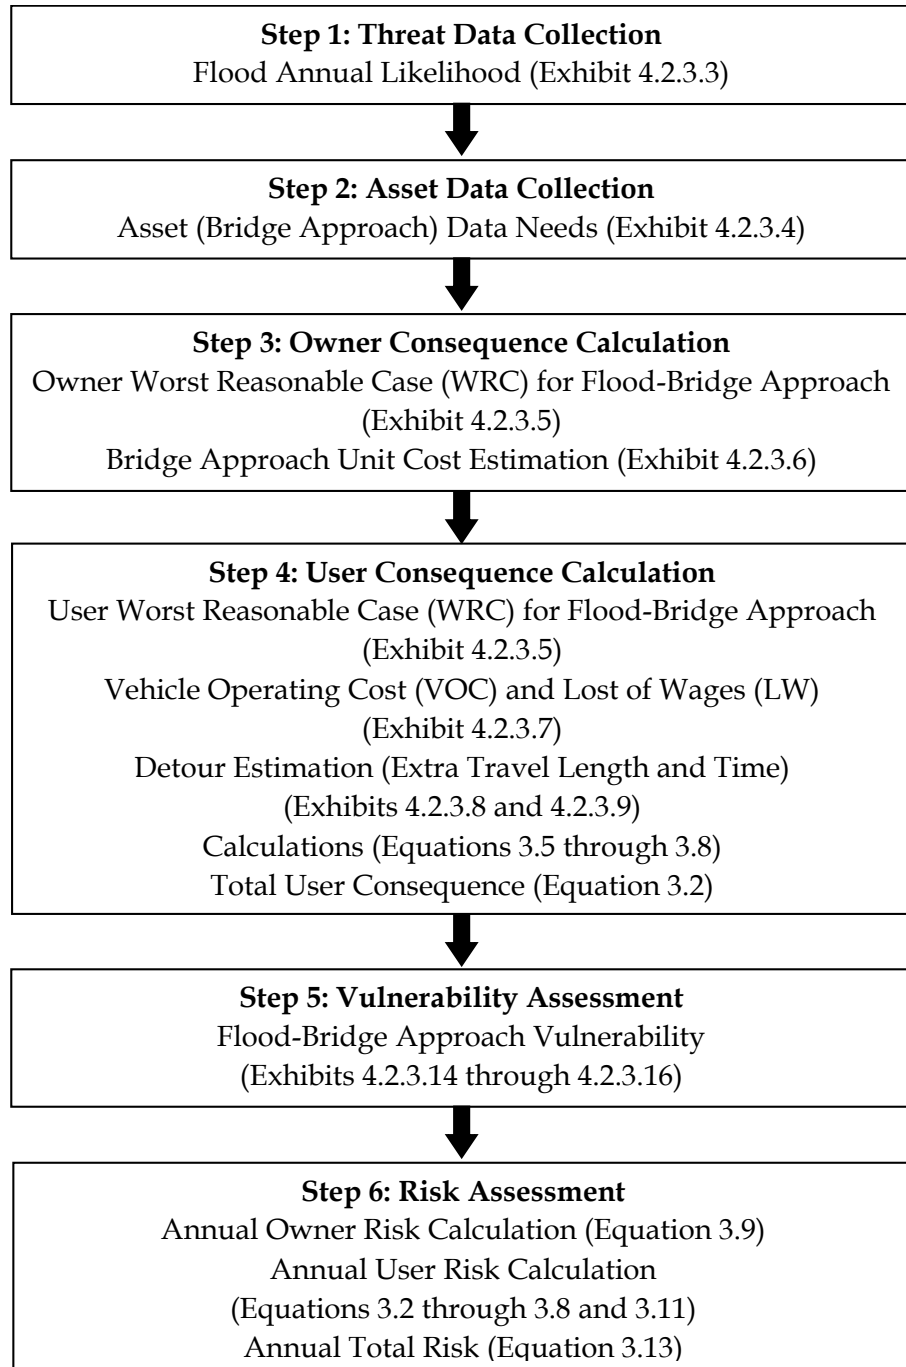 Step 1: Threat Data Collection
Flood Annual Likelihood (Exhibit 4.2.3.3)
Step 2: Asset Data Collection
Asset (Bridge Approach) Data Needs (Exhibit 4.2.3.4)
Step 3: Owner Consequence Calculation
Owner Worst Reasonable Case (WRC) for Flood-Bridge Approach
(Exhibit 4.2.3.5)
Bridge Approach Unit Cost Estimation (Exhibit 4.2.3.6)
Step 4: User Consequence Calculation
User Worst Reasonable Case (WRC) for Flood-Bridge Approach
(Exhibit 4.2.3.5)
Vehicle Operating Cost (VOC) and Lost of Wages (LW)
(Exhibit 4.2.3.7)
Detour Estimation (Extra Travel Length and Time)
(Exhibits 4.2.3.8 and 4.2.3.9)
Calculations (Equations 3.5 through 3.8)
Total User Consequence (Equation 3.2)
Step 5: Vulnerability Assessment
Flood-Bridge Approach Vulnerability
(Exhibits 4.2.3.14 through 4.2.3.16)
Step 6: Risk Assessment
Annual Owner Risk Calculation (Equation 3.9)
Annual User Risk Calculation
(Equations 3.2 through 3.8 and 3.11)
Annual Total Risk (Equation 3.13)